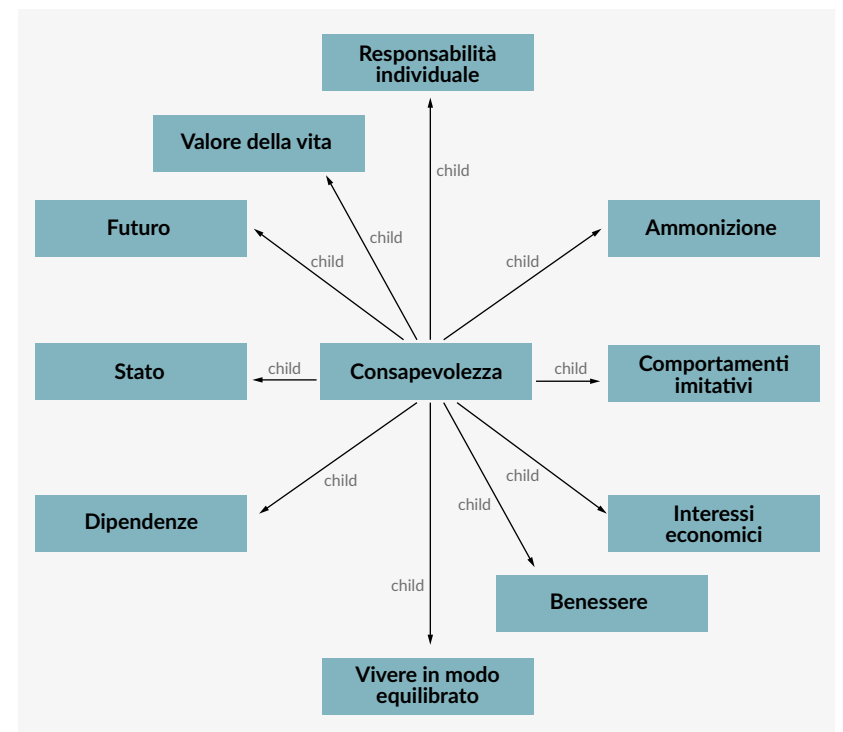 Responsabilità
individuale
Valore della vita
child
Futuro
child
child
child
Ammonizione
Stato
child
Consapevolezza
child
Comportamenti
imitativi
Dipendenze
child
child
child
Interessi
economici
child
Benessere
Vivere in modo
equilibrato